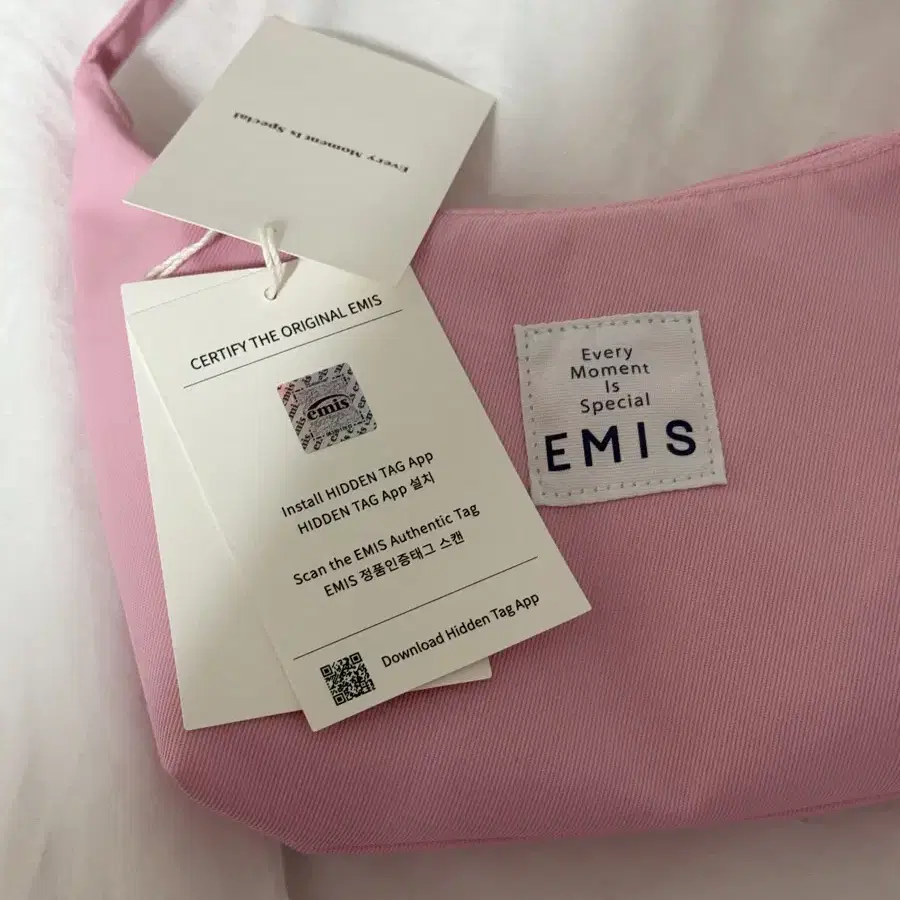 Every Moment Is Special
CERTIFY THE ORIGINAL EMIS
emis
Install HIDDEN TAG App
HIDDEN TAG App 설치
Scan the EMIS Authentic Tag
EMIS 정품인증태그 스캔
Download Hidden Tag App
Every
Moment
Is
Special
EMIS